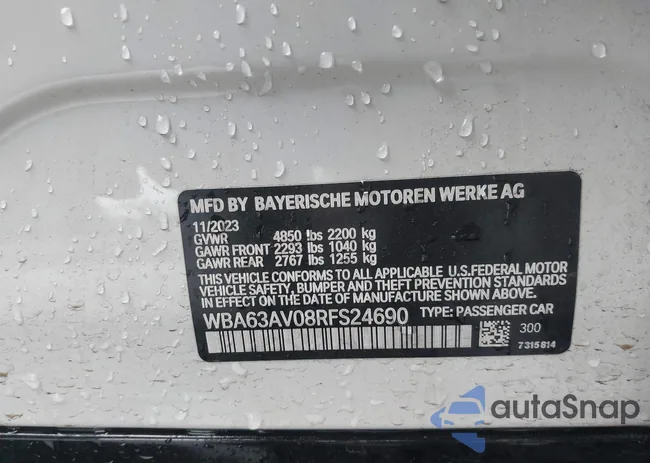 MFD BY BAYERISCHE MOTOREN WERKE AG
11/2023
GVWR 4850 lbs 2200 kg
GAWR FRONT 2293 lbs 1040 kg
GAWR REAR 2767 lbs 1255 kg
THIS VEHICLE CONFORMS TO ALL APPLICABLE U.S.FEDERAL MOTOR
VEHICLE SAFETY, BUMPER AND THEFT PREVENTION STANDARDS
IN EFFECT ON THE DATE OF MANUFACTURE SHOWN ABOVE.
WBA63AV08RFS24690 TYPE: PASSENGER CAR
300
7315814
autaSnap